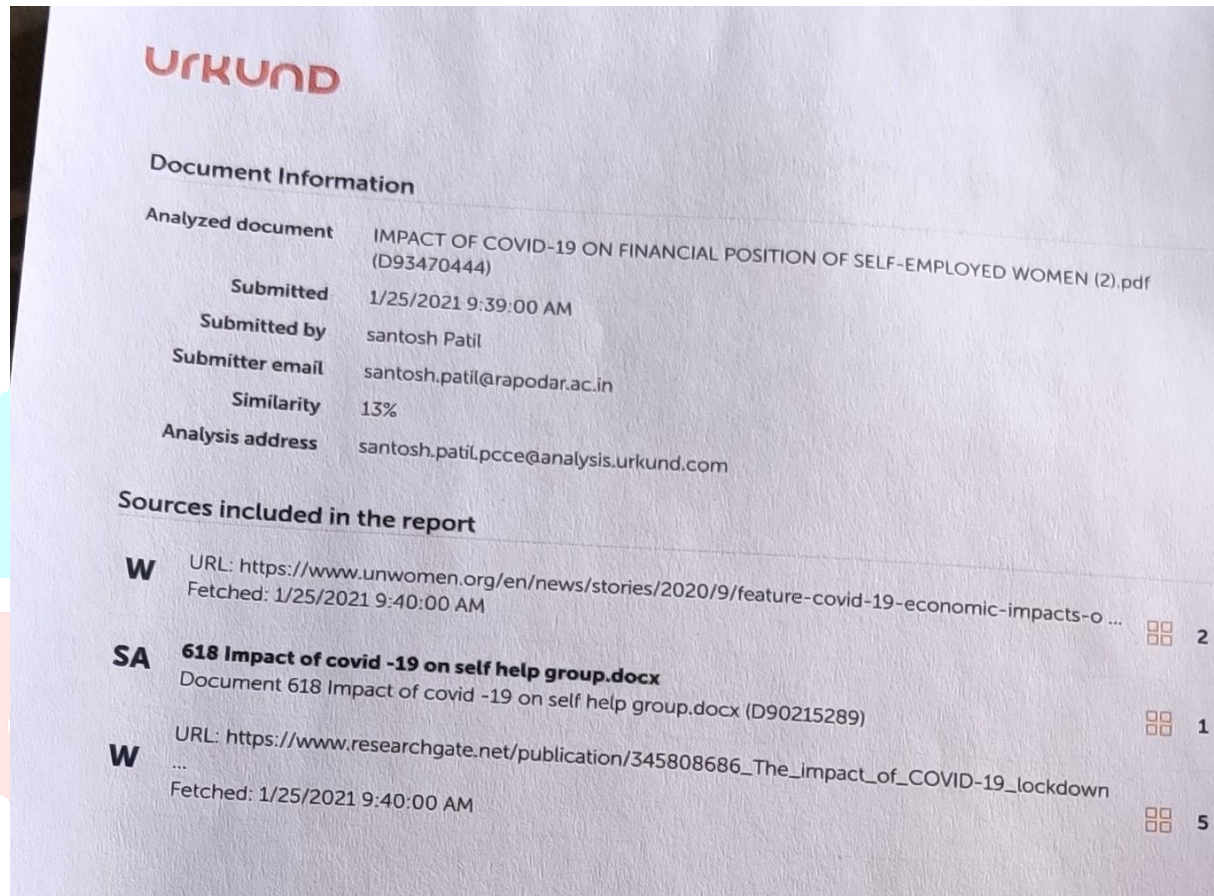 URKUND
Document Information
Analyzed document
IMPACT OF COVID-19 ON FINANCIAL POSITION OF SELF-EMPLOYED WOMEN (2).pdf
(D93470444)
Submitted 1/25/2021 9:39:00 AM
Submitted by santosh Patil
Submitter email santosh.patil@rapodar.ac.in
Similarity 13%
Analysis address santosh.patil.pcce@analysis.urkund.com
Sources included in the report
W URL: https://www.unwomen.org/en/news/stories/2020/9/feature-covid-19-economic-impacts-o ...
Fetched: 1/25/2021 9:40:00 AM 2
SA 618 Impact of covid -19 on self help group.docx
Document 618 Impact of covid -19 on self help group.docx (D90215289) 1
W URL: https://www.researchgate.net/publication/345808686_The_impact_of_COVID-19_lockdown
...
Fetched: 1/25/2021 9:40:00 AM 5